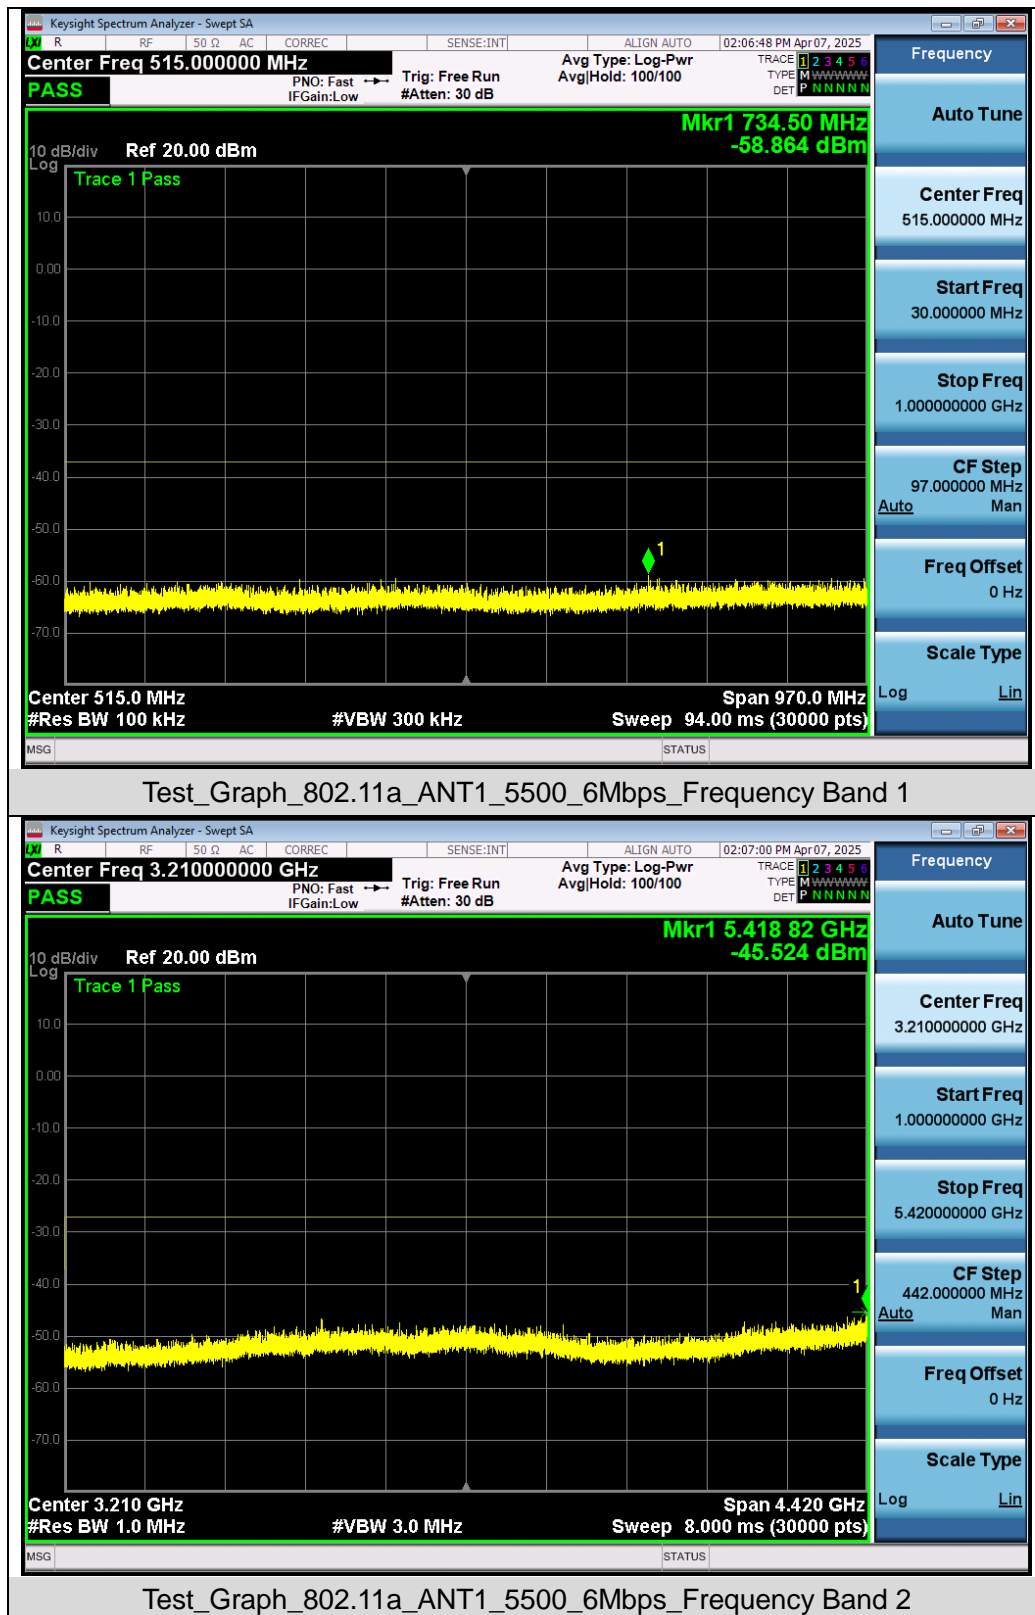 Keysight Spectrum Analyzer - Swept SA
LXI R RF 50 Ω AC CORREC SENSE:INT ALIGN AUTO 02:06:48 PM Apr 07, 2025
Center Freq 515.000000 MHz
PNO: Fast
IFGain:Low
Trig: Free Run
#Atten: 30 dB
Avg Type: Log-Pwr
Avg|Hold: 100/100
TRACE 1 2 3 4 5 6
TYPE M WWWWW
DET P N N N N N
PASS
Mkr1 734.50 MHz
-58.864 dBm
10 dB/div Ref 20.00 dBm
Log
Trace 1 Pass
10.0
0.00
-10.0
-20.0
-30.0
-40.0
-50.0
-60.0
-70.0
1
Center 515.0 MHz Span 970.0 MHz
#Res BW 100 kHz #VBW 300 kHz Sweep 94.00 ms (30000 pts)
MSG STATUS
Frequency
Auto Tune
Center Freq
515.000000 MHz
Start Freq
30.000000 MHz
Stop Freq
1.000000000 GHz
CF Step
97.000000 MHz
Auto Man
Freq Offset
0 Hz
Scale Type
Log Lin
Test_Graph_802.11a_ANT1_5500_6Mbps_Frequency Band 1
Keysight Spectrum Analyzer - Swept SA
LXI R RF 50 Ω AC CORREC SENSE:INT ALIGN AUTO 02:07:00 PM Apr 07, 2025
Center Freq 3.210000000 GHz
PNO: Fast
IFGain:Low
Trig: Free Run
#Atten: 30 dB
Avg Type: Log-Pwr
Avg|Hold: 100/100
TRACE 1 2 3 4 5 6
TYPE M WWWWW
DET P N N N N N
PASS
Mkr1 5.418 82 GHz
-45.524 dBm
10 dB/div Ref 20.00 dBm
Log
Trace 1 Pass
10.0
0.00
-10.0
-20.0
-30.0
-40.0
-50.0
-60.0
-70.0
1
Center 3.210 GHz Span 4.420 GHz
#Res BW 1.0 MHz #VBW 3.0 MHz Sweep 8.000 ms (30000 pts)
MSG STATUS
Frequency
Auto Tune
Center Freq
3.210000000 GHz
Start Freq
1.000000000 GHz
Stop Freq
5.420000000 GHz
CF Step
442.000000 MHz
Auto Man
Freq Offset
0 Hz
Scale Type
Log Lin
Test_Graph_802.11a_ANT1_5500_6Mbps_Frequency Band 2